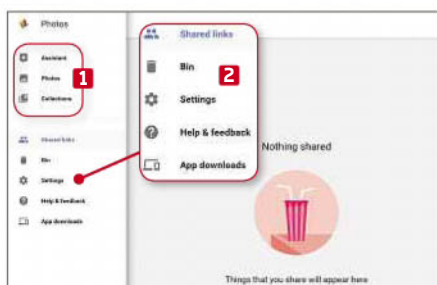 Photos
Assistant
Photos
Collections
1
Shared links
Bin
Settings
Help & feedback
App downloads
Shared links
Bin
2
Settings
Help & feedback
App downloads
Nothing shared
Things that you share will appear here